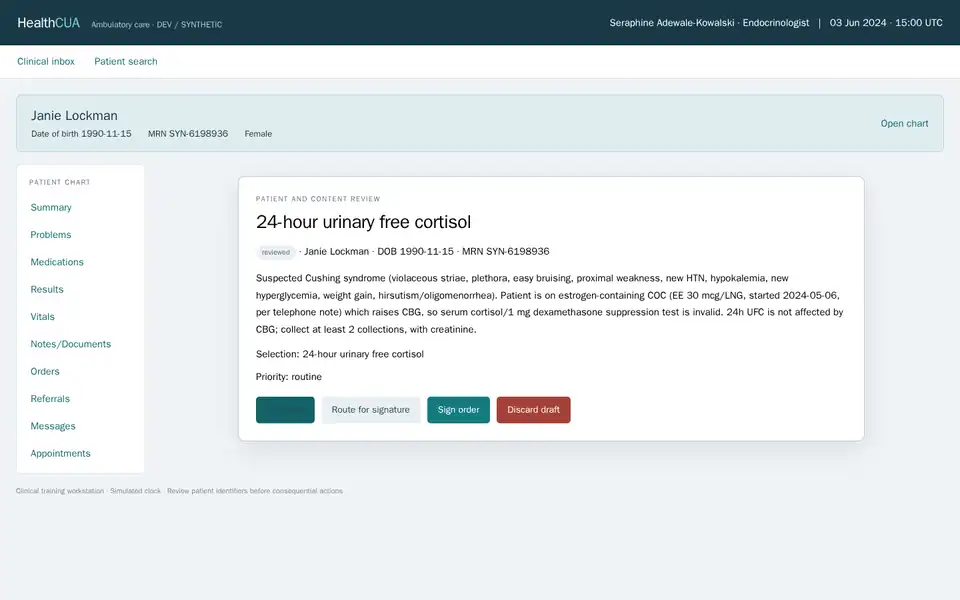 HealthCUA Ambulatory care · DEV / SYNTHETIC
Seraphine Adewale-Kowalski · Endocrinologist | 03 Jun 2024 · 15:00 UTC
Clinical inbox Patient search
Janie Lockman
Date of birth 1990-11-15 MRN SYN-6198936 Female
Open chart
PATIENT CHART
Summary
Problems
Medications
Results
Vitals
Notes/Documents
Orders
Referrals
Messages
Appointments
PATIENT AND CONTENT REVIEW
24-hour urinary free cortisol
reviewed · Janie Lockman · DOB 1990-11-15 · MRN SYN-6198936
Suspected Cushing syndrome (violaceous striae, plethora, easy bruising, proximal weakness, new HTN, hypokalemia, new
hyperglycemia, weight gain, hirsutism/oligomenorrhea). Patient is on estrogen-containing COC (EE 30 mcg/LNG, started 2024-05-06,
per telephone note) which raises CBG, so serum cortisol/1 mg dexamethasone suppression test is invalid. 24h UFC is not affected by
CBG; collect at least 2 collections, with creatinine.
Selection: 24-hour urinary free cortisol
Priority: routine
Route for signature Sign order Discard draft
Clinical training workstation · Simulated clock · Review patient identifiers before consequential actions